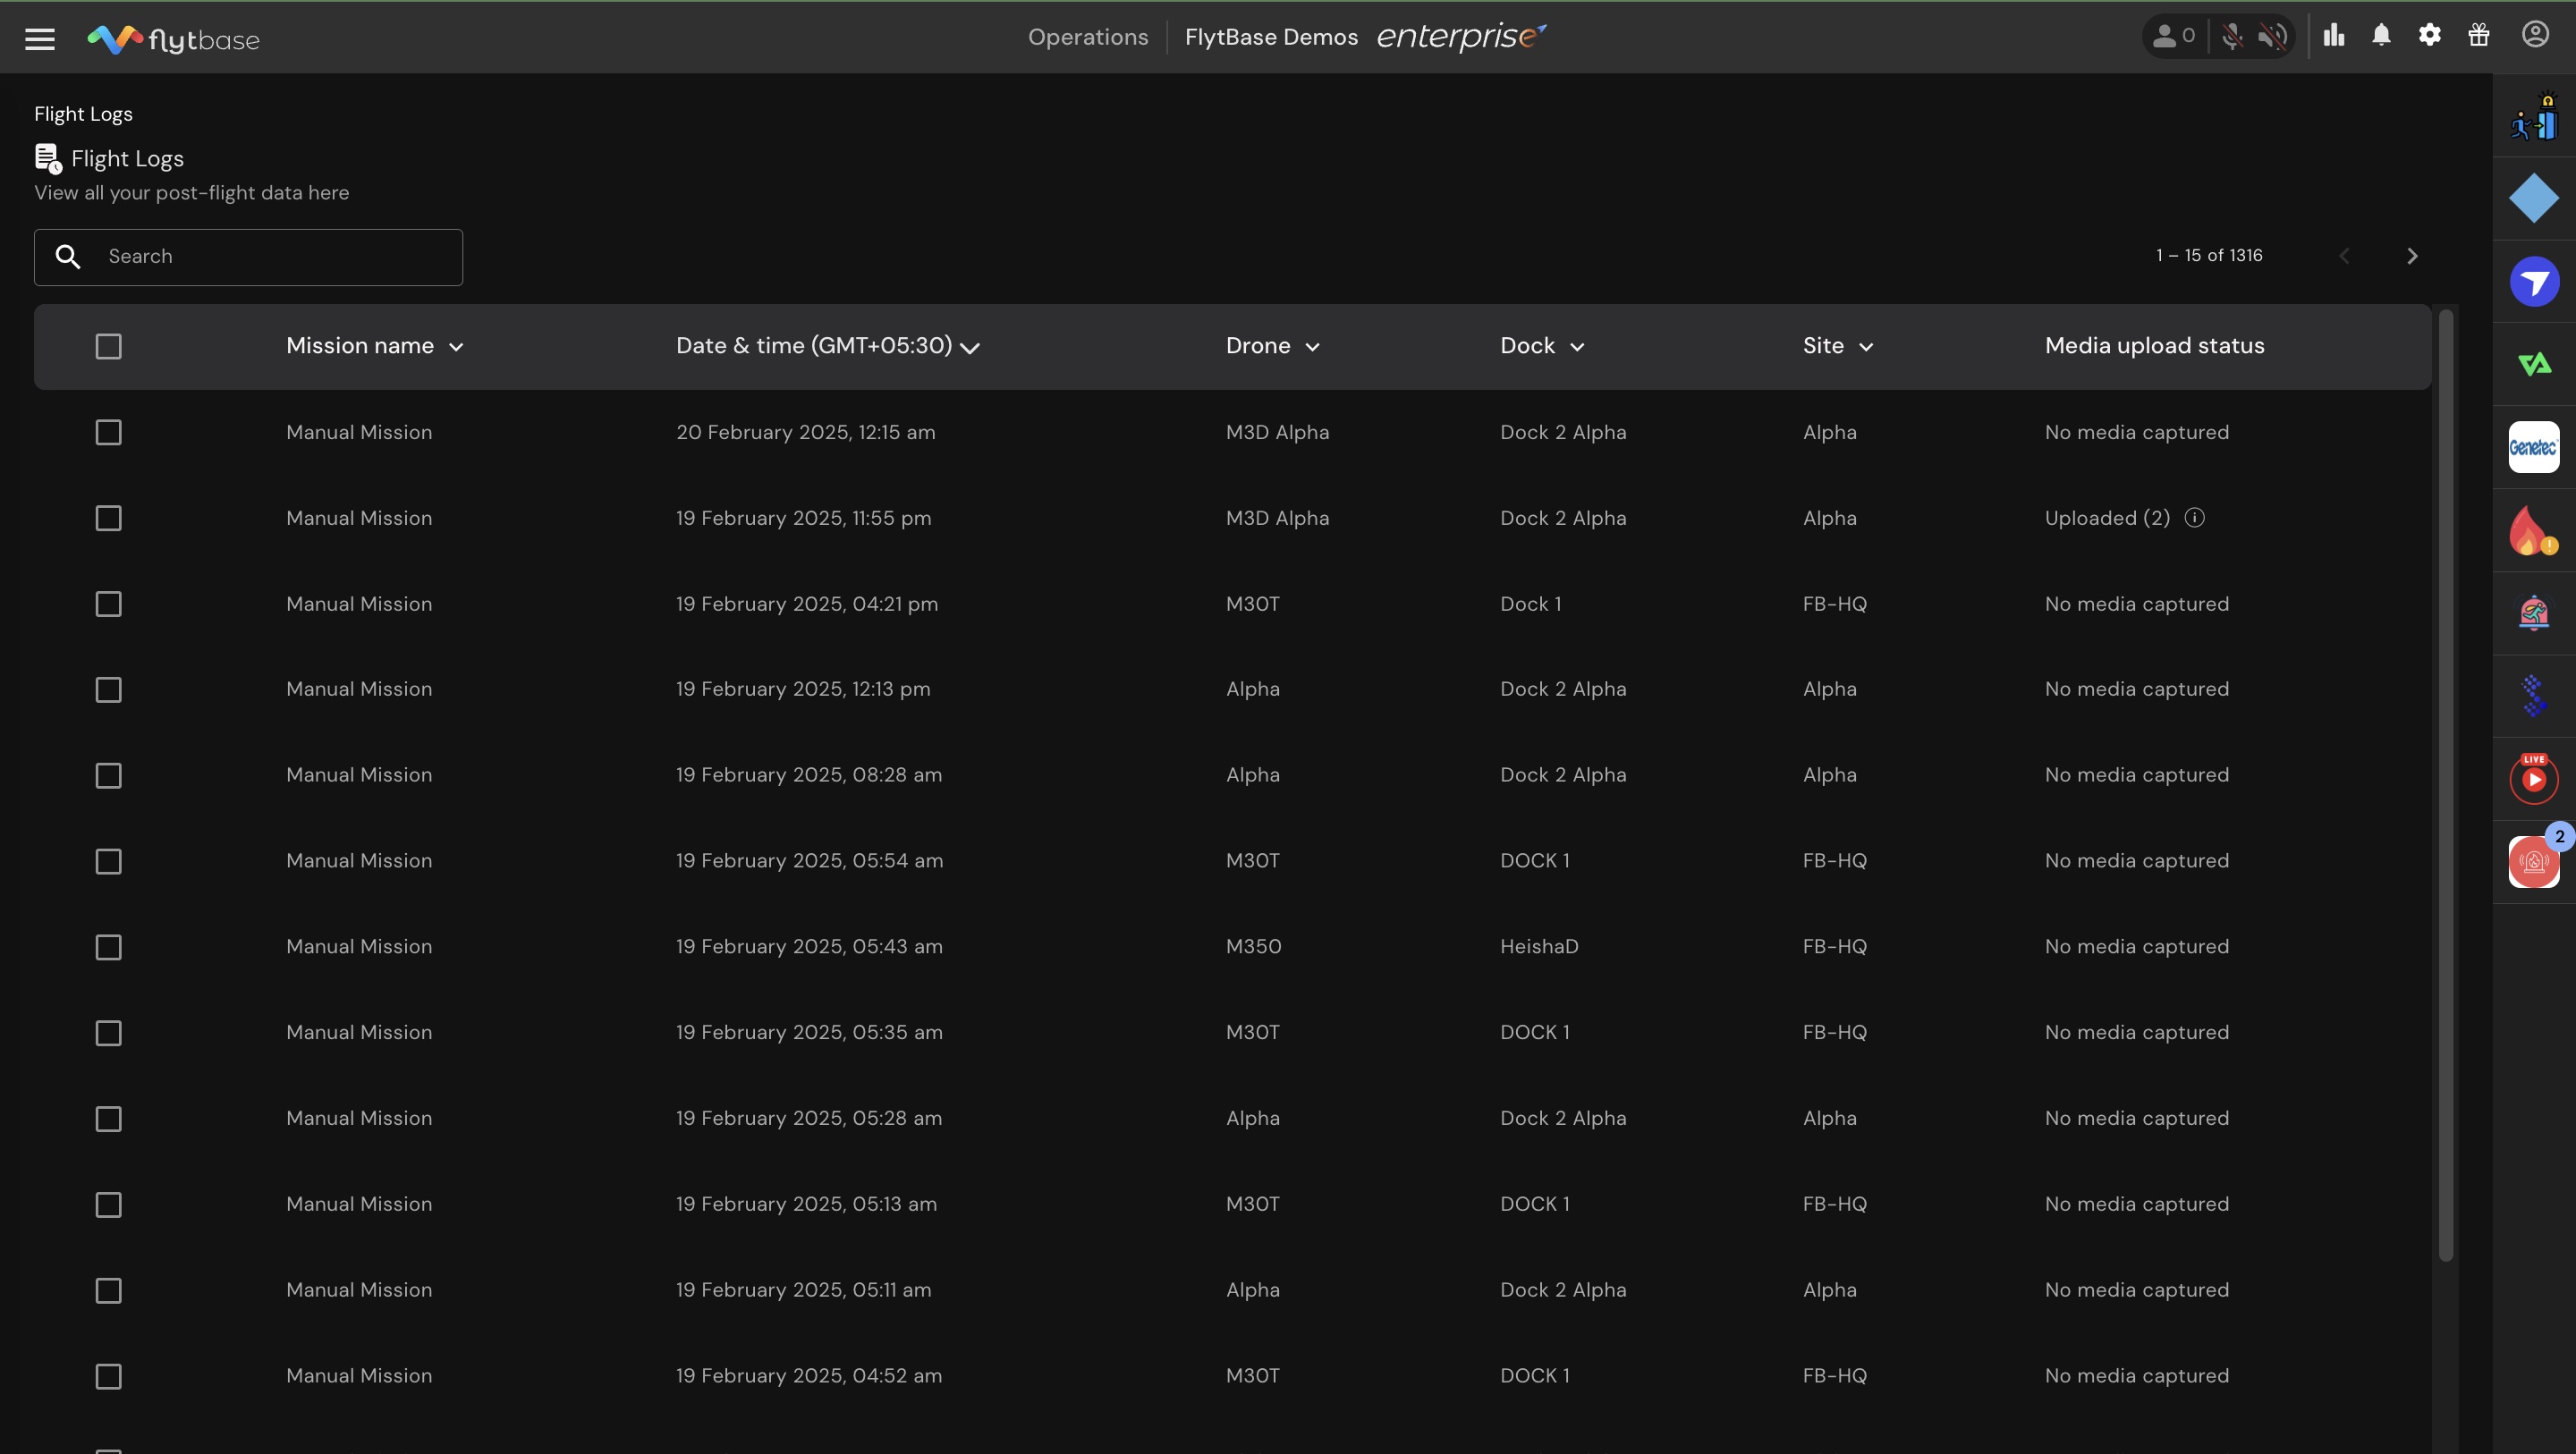 flytbase
Operations
FlytBase Demos enterprise
0
Flight Logs
Flight Logs
View all your post-flight data here
Search
1 – 15 of 1316
Mission name Date & time (GMT+05:30) Drone Dock Site Media upload status
Manual Mission 20 February 2025, 12:15 am M3D Alpha Dock 2 Alpha Alpha No media captured
Manual Mission 19 February 2025, 11:55 pm M3D Alpha Dock 2 Alpha Alpha Uploaded (2)
Manual Mission 19 February 2025, 04:21 pm M30T Dock 1 FB-HQ No media captured
Manual Mission 19 February 2025, 12:13 pm Alpha Dock 2 Alpha Alpha No media captured
Manual Mission 19 February 2025, 08:28 am Alpha Dock 2 Alpha Alpha No media captured
Manual Mission 19 February 2025, 05:54 am M30T DOCK 1 FB-HQ No media captured
Manual Mission 19 February 2025, 05:43 am M350 HeishaD FB-HQ No media captured
Manual Mission 19 February 2025, 05:35 am M30T DOCK 1 FB-HQ No media captured
Manual Mission 19 February 2025, 05:28 am Alpha Dock 2 Alpha Alpha No media captured
Manual Mission 19 February 2025, 05:13 am M30T DOCK 1 FB-HQ No media captured
Manual Mission 19 February 2025, 05:11 am Alpha Dock 2 Alpha Alpha No media captured
Manual Mission 19 February 2025, 04:52 am M30T DOCK 1 FB-HQ No media captured
Genetec
LIVE
2